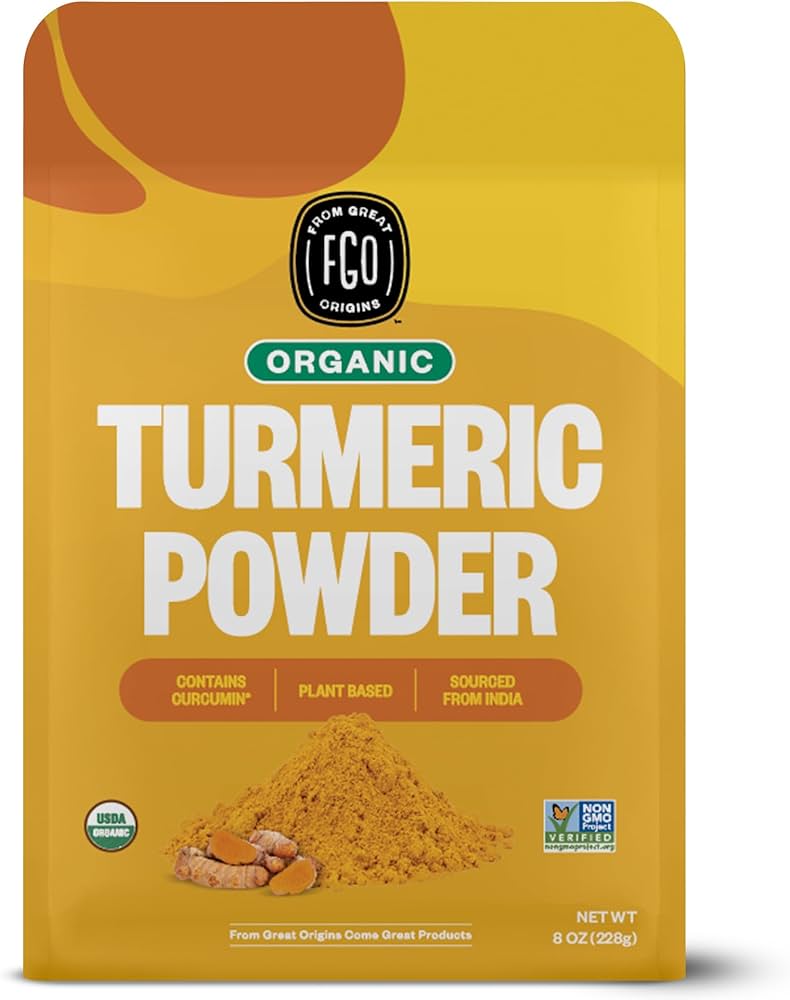 FROM GREAT
FGO
ORIGINS
ORGANIC
TURMERIC
POWDER
CONTAINS
CURCUMIN*
PLANT BASED
SOURCED
FROM INDIA
USDA
ORGANIC
NON
GMO
Project
VERIFIED
nongmoproject.org
From Great Origins Come Great Products
NET WT
8 OZ (228g)